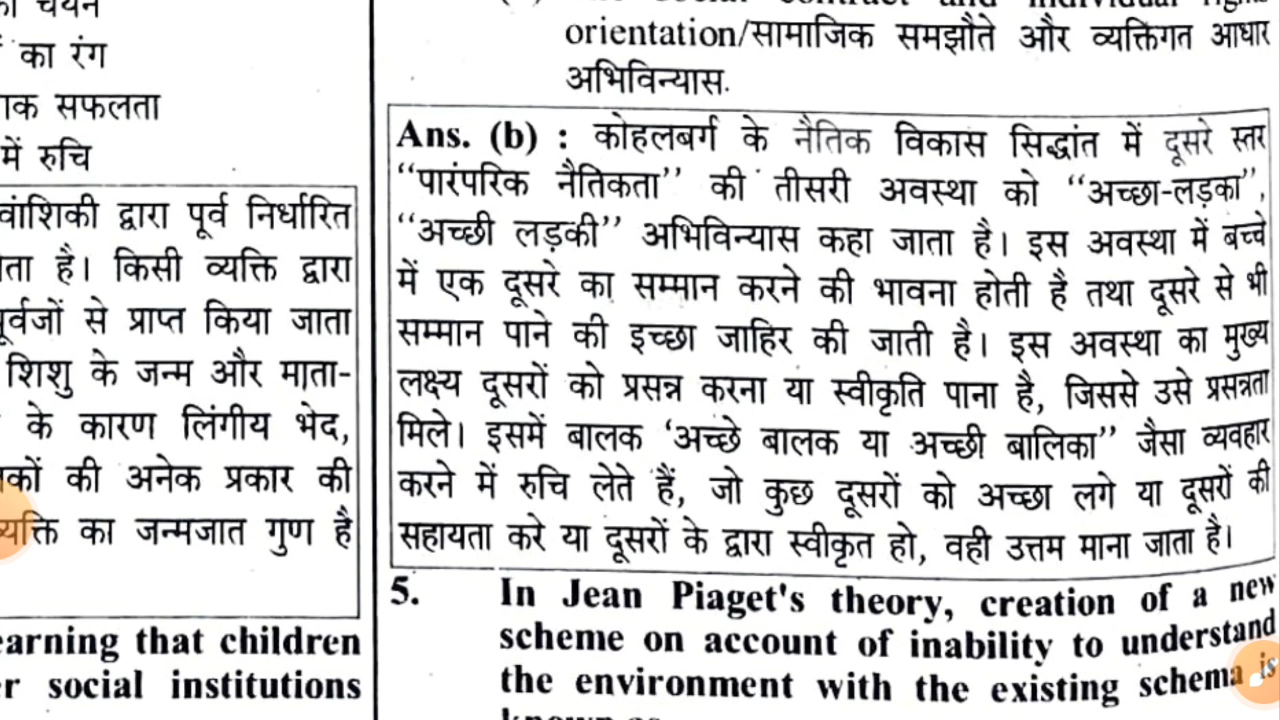 का रंग
सफलता
में रुचि
द्वारा पूर्व निर्धारित
है। किसी व्यक्ति द्वारा
से प्राप्त किया जाता
शिशु के जन्म और माता-
के कारण लिंगीय भेद,
की अनेक प्रकार की
का जन्मजात गुण है
that children
social institutions
orientation/सामाजिक समझौते और व्यक्तिगत आधार
अभिविन्यास.
Ans. (b) : कोहलबर्ग के नैतिक विकास सिद्धांत में दूसरे स्तर
“पारंपरिक नैतिकता” की तीसरी अवस्था को “अच्छा-लड़का”,
“अच्छी लड़की” अभिविन्यास कहा जाता है। इस अवस्था में बच्चे
में एक दूसरे का सम्मान करने की भावना होती है तथा दूसरे से भी
सम्मान पाने की इच्छा जाहिर की जाती है। इस अवस्था का मुख्य
लक्ष्य दूसरों को प्रसन्न करना या स्वीकृति पाना है, जिससे उसे प्रसन्नता
मिले। इसमें बालक ‘अच्छे बालक या अच्छी बालिका” जैसा व्यवहार
करने में रुचि लेते हैं, जो कुछ दूसरों को अच्छा लगे या दूसरों की
सहायता करे या दूसरों के द्वारा स्वीकृत हो, वही उत्तम माना जाता है।
5. In Jean Piaget's theory, creation of a new
scheme on account of inability to understand
the environment with the existing schema is